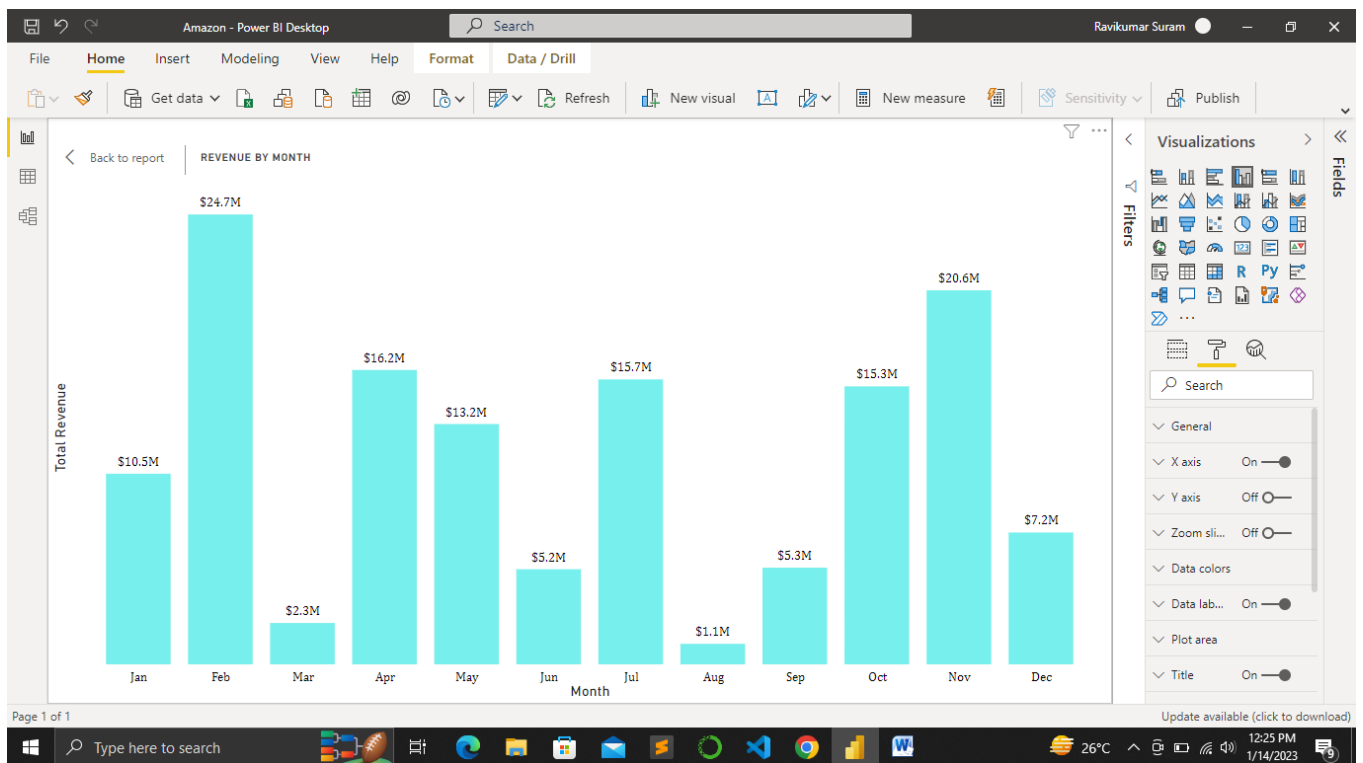 Amazon - Power BI Desktop
Search
Ravikumar Suram
File Home Insert Modeling View Help Format Data / Drill
Get data
Refresh
New visual
A
New measure
Sensitivity
Publish
Back to report
REVENUE BY MONTH
Total Revenue
$10.5M
$24.7M
$2.3M
$16.2M
$13.2M
$5.2M
$15.7M
$1.1M
$5.3M
$15.3M
$20.6M
$7.2M
Jan Feb Mar Apr May Jun Jul Aug Sep Oct Nov Dec
Month
Filters
Visualizations
123
R Py
Search
General
X axis On
Y axis Off
Zoom sli... Off
Data colors
Data lab... On
Plot area
Title On
Fields
Page 1 of 1
Update available (click to download)
Type here to search
W
26°C
12:25 PM
1/14/2023
9